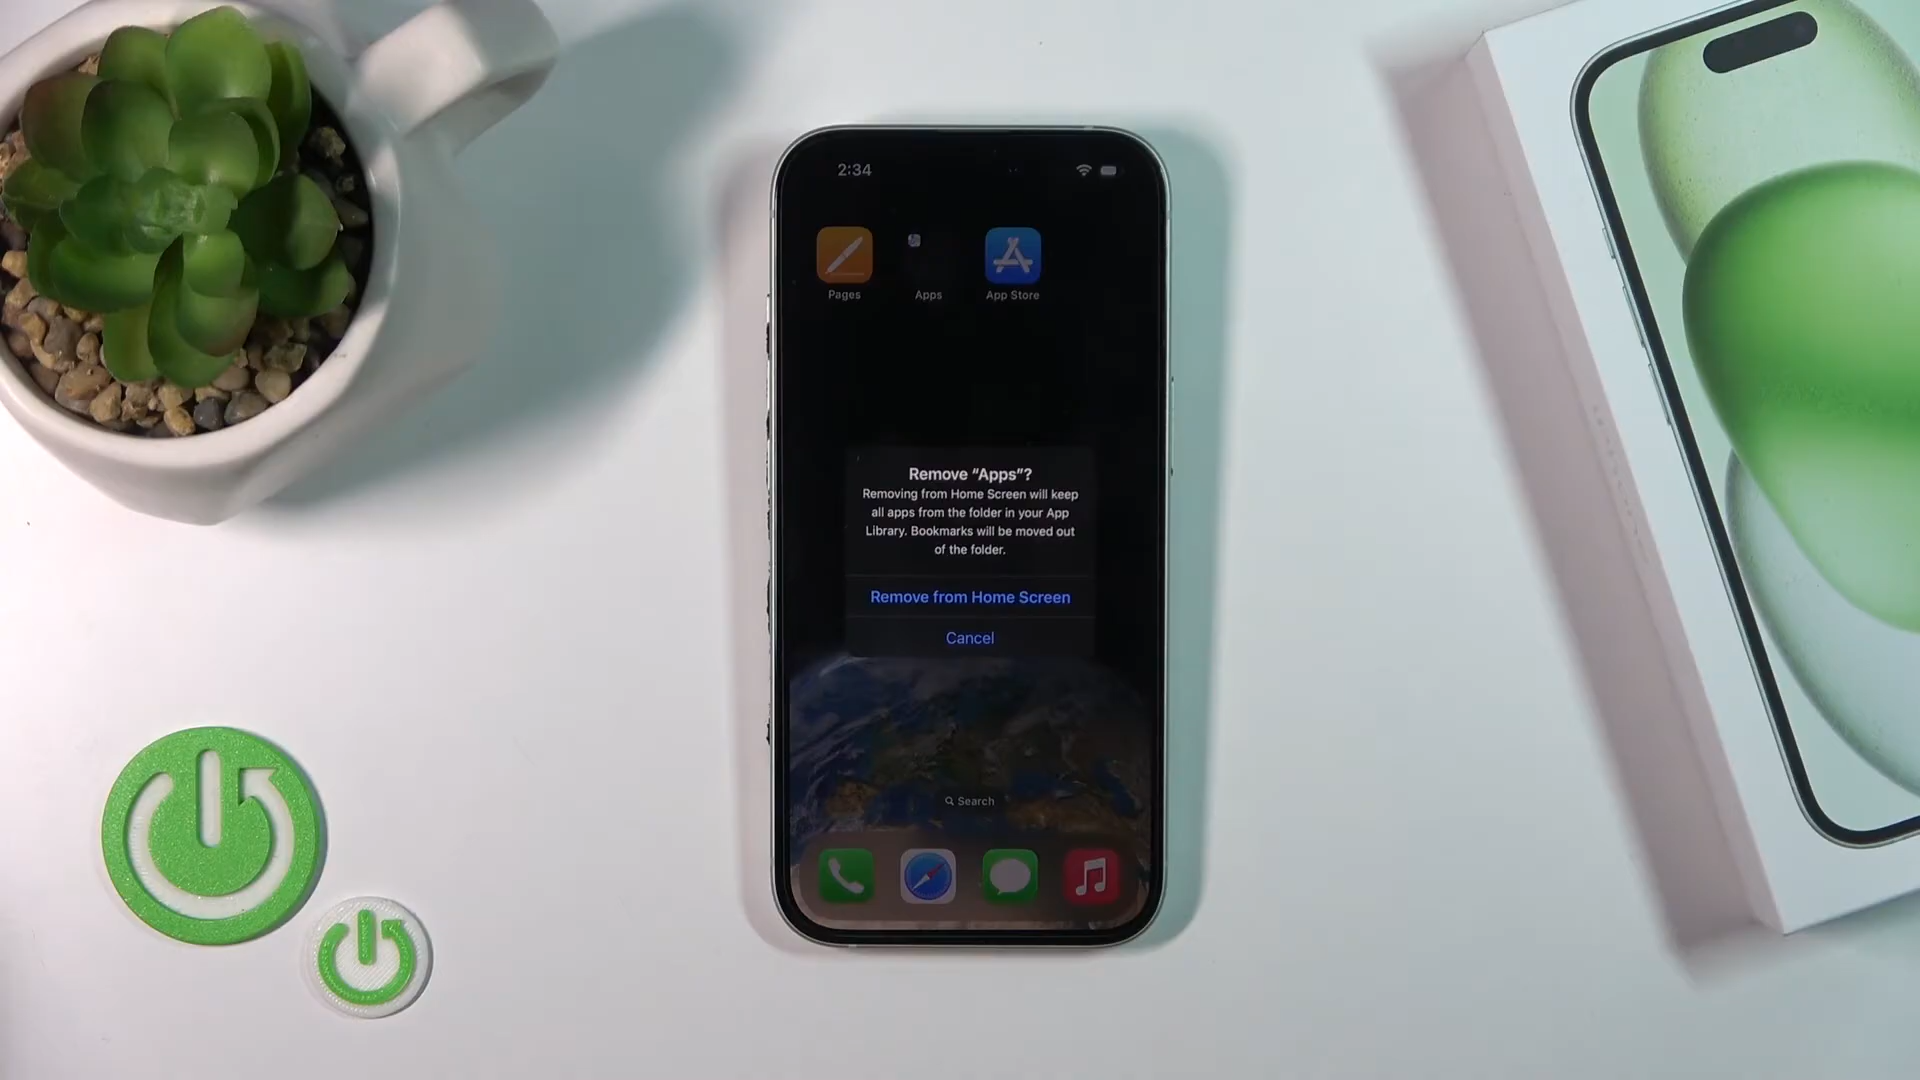 2:34
Pages
Apps
App Store
Remove “Apps”?
Removing from Home Screen will keep
all apps from the folder in your App
Library. Bookmarks will be moved out
of the folder.
Remove from Home Screen
Cancel
Search